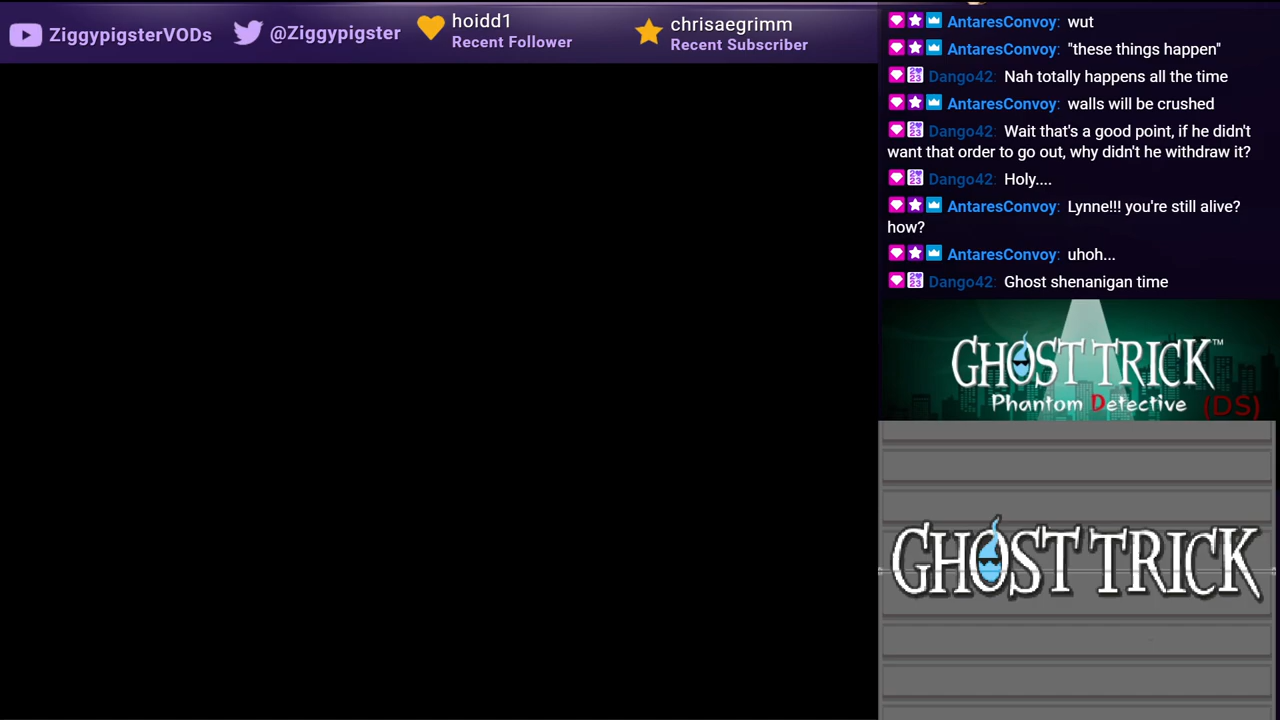 ZiggypigsterVODs
@Ziggypigster
hoidd1
Recent Follower
chrisaegrimm
Recent Subscriber
AntaresConvoy: wut
AntaresConvoy: "these things happen"
Dango42: Nah totally happens all the time
AntaresConvoy: walls will be crushed
Dango42: Wait that's a good point, if he didn't
want that order to go out, why didn't he withdraw it?
Dango42: Holy....
AntaresConvoy: Lynne!!! you're still alive?
how?
AntaresConvoy: uhoh...
Dango42: Ghost shenanigan time
GHOST TRICK™
Phantom Detective (DS)
GHOST TRICK